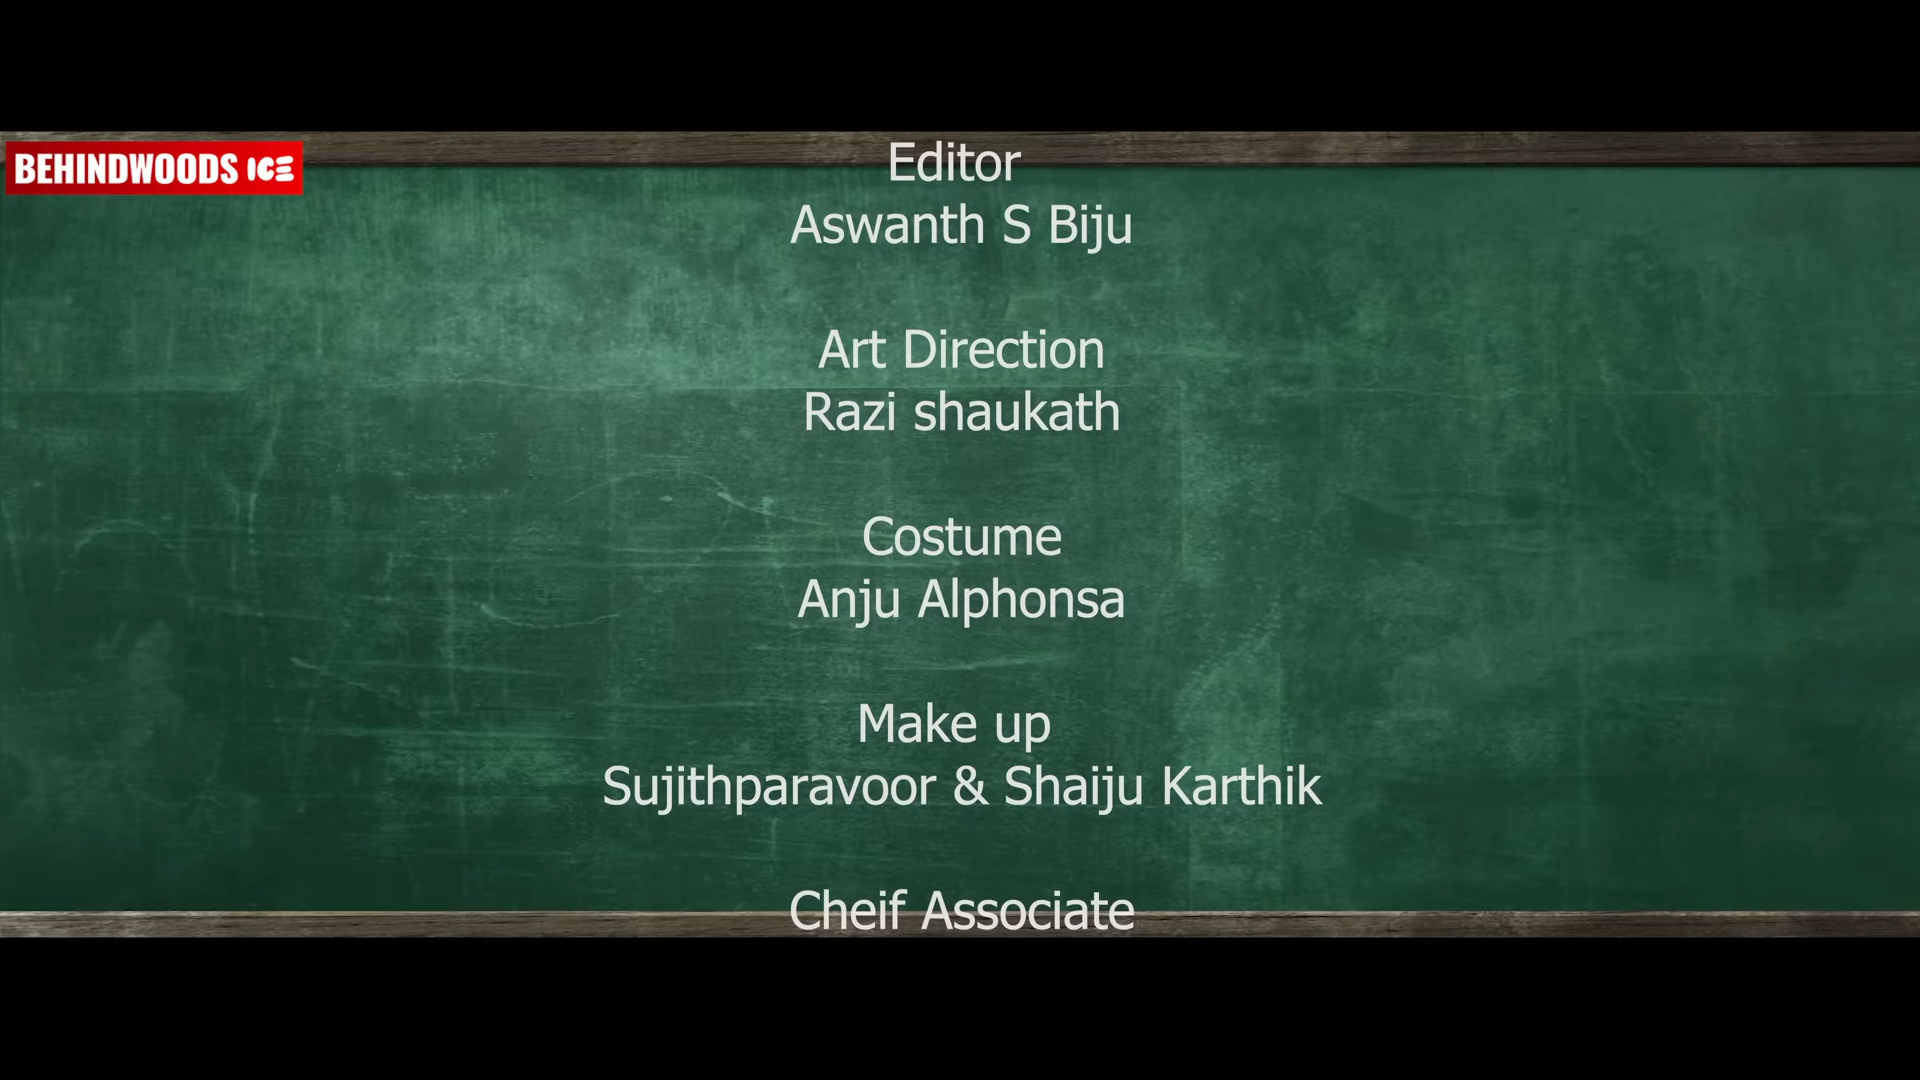 BEHINDWOODS ICE
Editor
Aswanth S Biju
Art Direction
Razi shaukath
Costume
Anju Alphonsa
Make up
Sujithparavoor & Shaiju Karthik
Cheif Associate